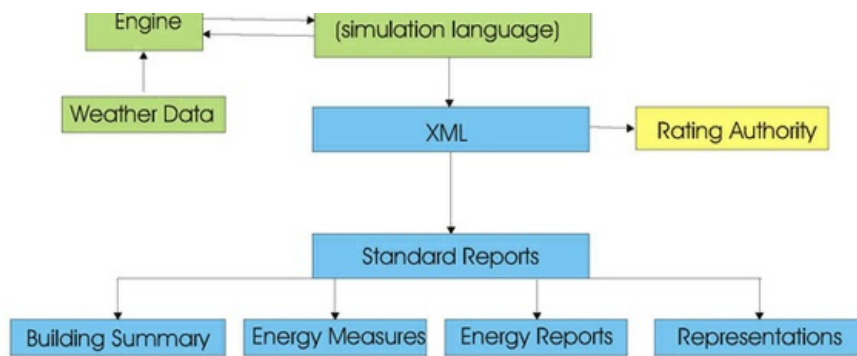 Engine
(simulation language)
Weather Data
XML
Rating Authority
Standard Reports
Building Summary
Energy Measures
Energy Reports
Representations